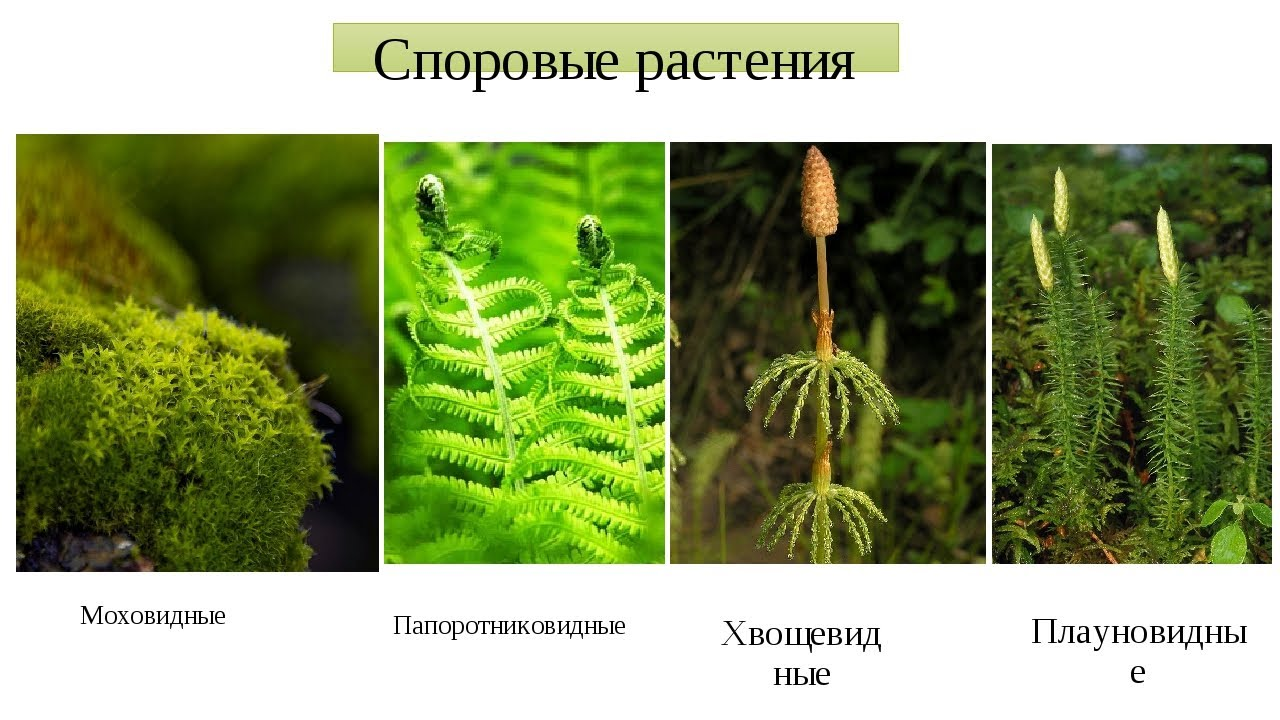 Споровые растения
Моховидные
Папоротниковидные
Хвощевид
ные
Плауновидны
е